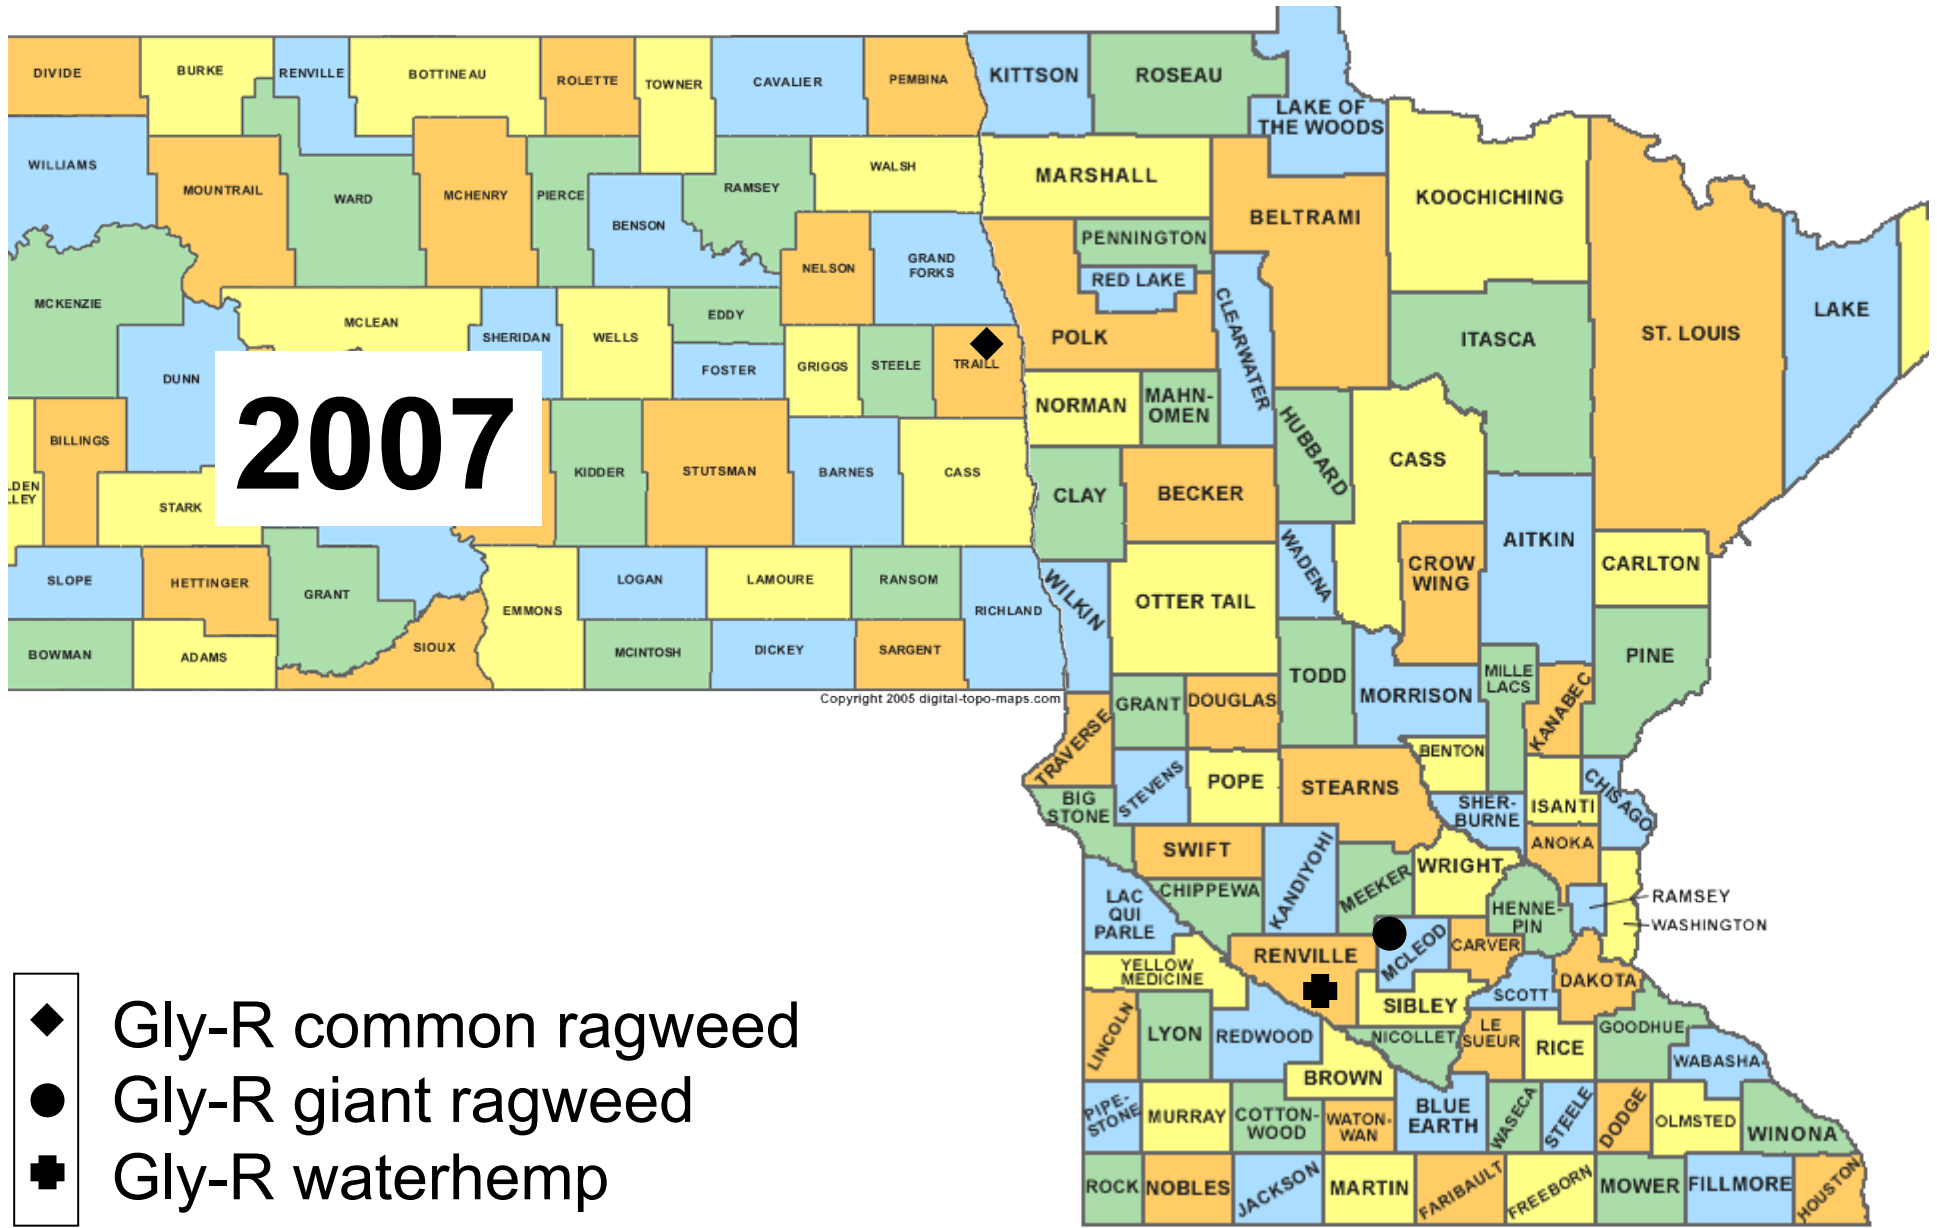 DIVIDE
BURKE
RENVILLE
BOTTINEAU
ROLETTE
TOWNER
CAVALIER
PEMBINA
KITTSON
ROSEAU
LAKE OF
THE WOODS
WILLIAMS
MOUNTRAIL
WARD
MCHENRY
PIERCE
BENSON
RAMSEY
WALSH
MARSHALL
BELTRAMI
KOOCHICHING
NELSON
GRAND
FORKS
PENNINGTON
RED LAKE
CLEARWATER
MCKENZIE
MCLEAN
SHERIDAN
WELLS
EDDY
FOSTER
GRIGGS
STEELE
TRAILL
POLK
ITASCA
ST. LOUIS
LAKE
DUNN
2007
NORMAN
MAHN-
OMEN
HUBBARD
CASS
BILLINGS
LDEN
LLEY
STARK
KIDDER
STUTSMAN
BARNES
CASS
CLAY
BECKER
WADENA
CROW
WING
AITKIN
CARLTON
SLOPE
HETTINGER
GRANT
EMMONS
LOGAN
LAMOURE
RANSOM
RICHLAND
WILKIN
OTTER TAIL
BOWMAN
ADAMS
SIOUX
MCINTOSH
DICKEY
SARGENT
TODD
MORRISON
MILLE
LACS
KANABEC
PINE
Copyright 2005 digital-topo-maps.com
TRAVERSE
GRANT
DOUGLAS
BENTON
BIG
STONE
STEVENS
POPE
STEARNS
SHER-
BURNE
ISANTI
CHISAGO
SWIFT
KANDIYOHI
MEEKER
WRIGHT
ANOKA
LAC
QUI
PARLE
CHIPPEWA
HENNE-
PIN
RAMSEY
WASHINGTON
YELLOW
MEDICINE
RENVILLE
MCLEOD
CARVER
SCOTT
DAKOTA
LINCOLN
LYON
REDWOOD
SIBLEY
NICOLLET
LE
SUEUR
RICE
GOODHUE
WABASHA
BROWN
PIPE-
STONE
MURRAY
COTTON-
WOOD
WATON-
WAN
BLUE
EARTH
WASECA
STEELE
DODGE
OLMSTED
WINONA
ROCK
NOBLES
JACKSON
MARTIN
FARIBAULT
FREEBORN
MOWER
FILLMORE
HOUSTON
Gly-R common ragweed
Gly-R giant ragweed
Gly-R waterhemp